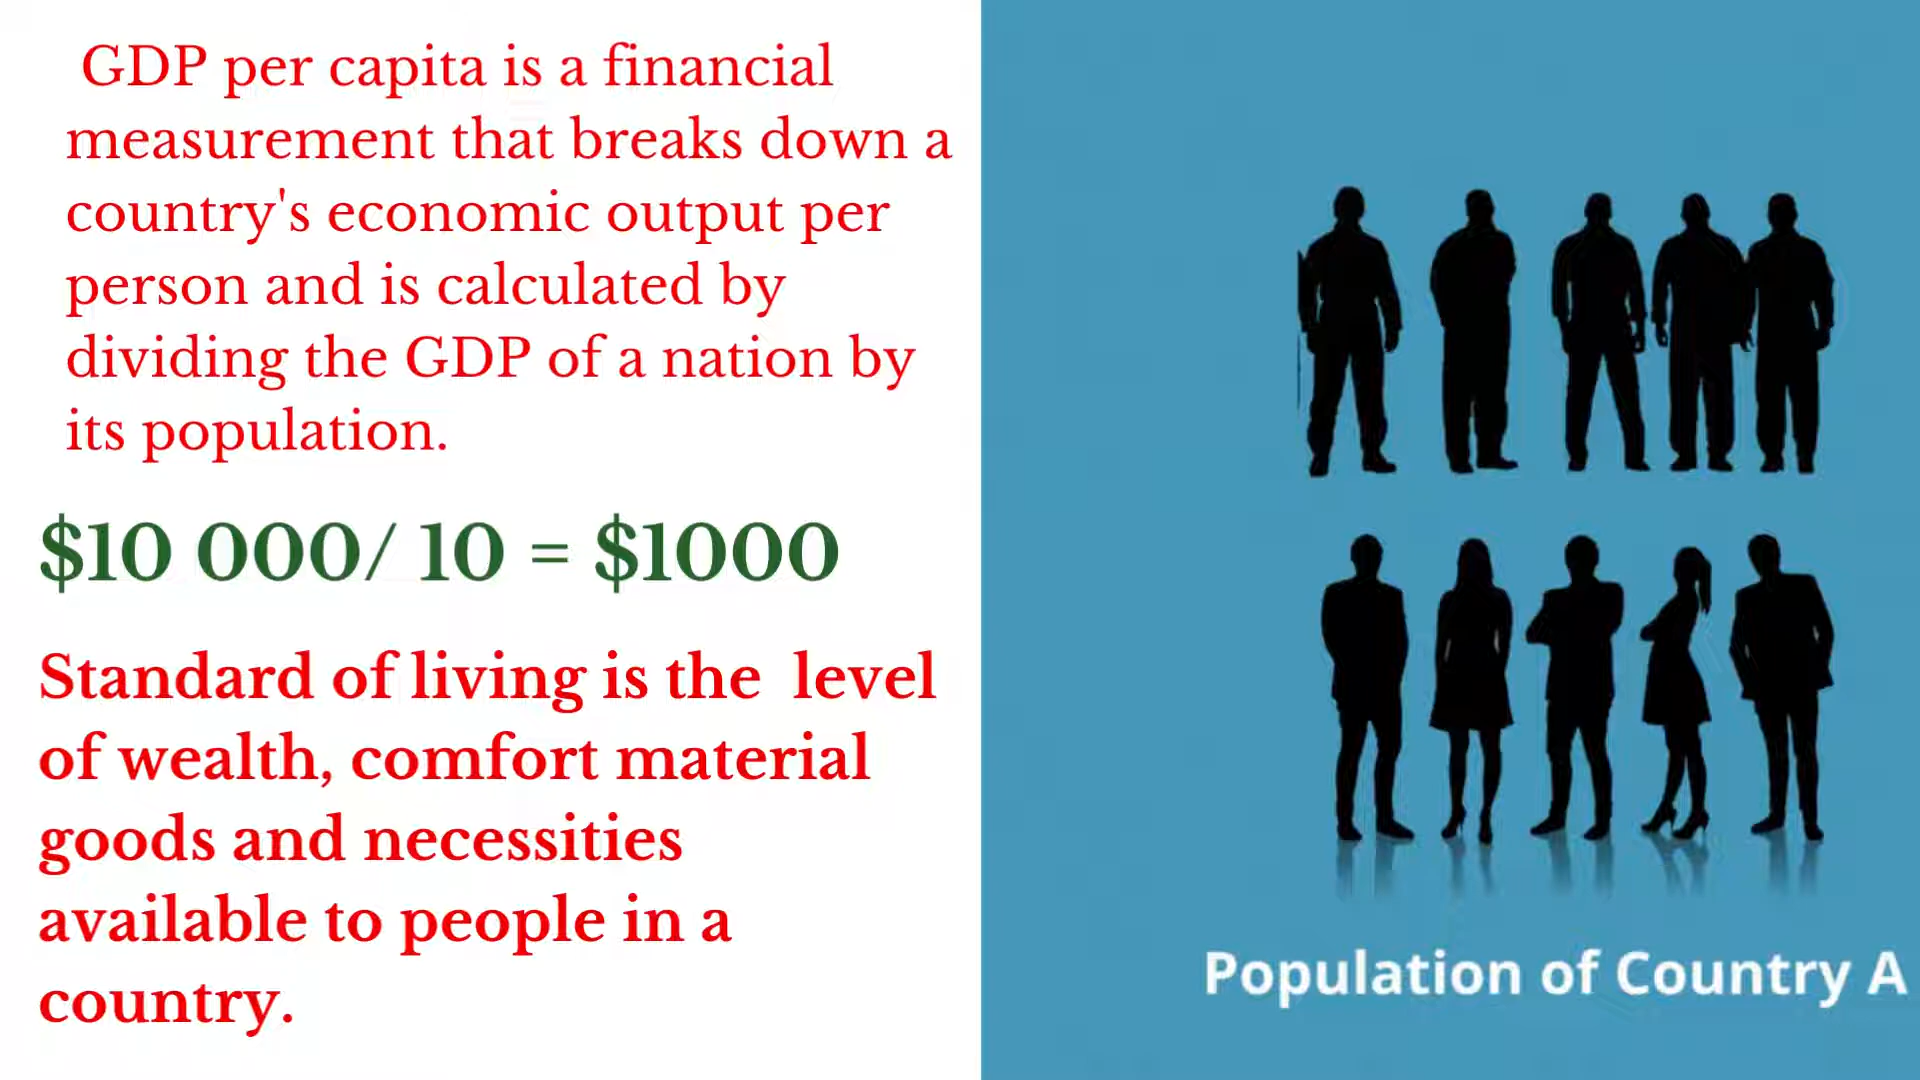 GDP per capita is a financial
measurement that breaks down a
country's economic output per
person and is calculated by
dividing the GDP of a nation by
its population.
$10 000/ 10 = $1000
Standard of living is the level
of wealth, comfort material
goods and necessities
available to people in a
country.
Population of Country A